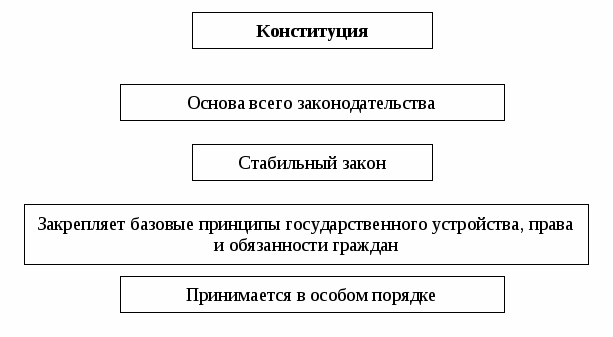 Конституция
Основа всего законодательства
Стабильный закон
Закрепляет базовые принципы государственного устройства, права
и обязанности граждан
Принимается в особом порядке